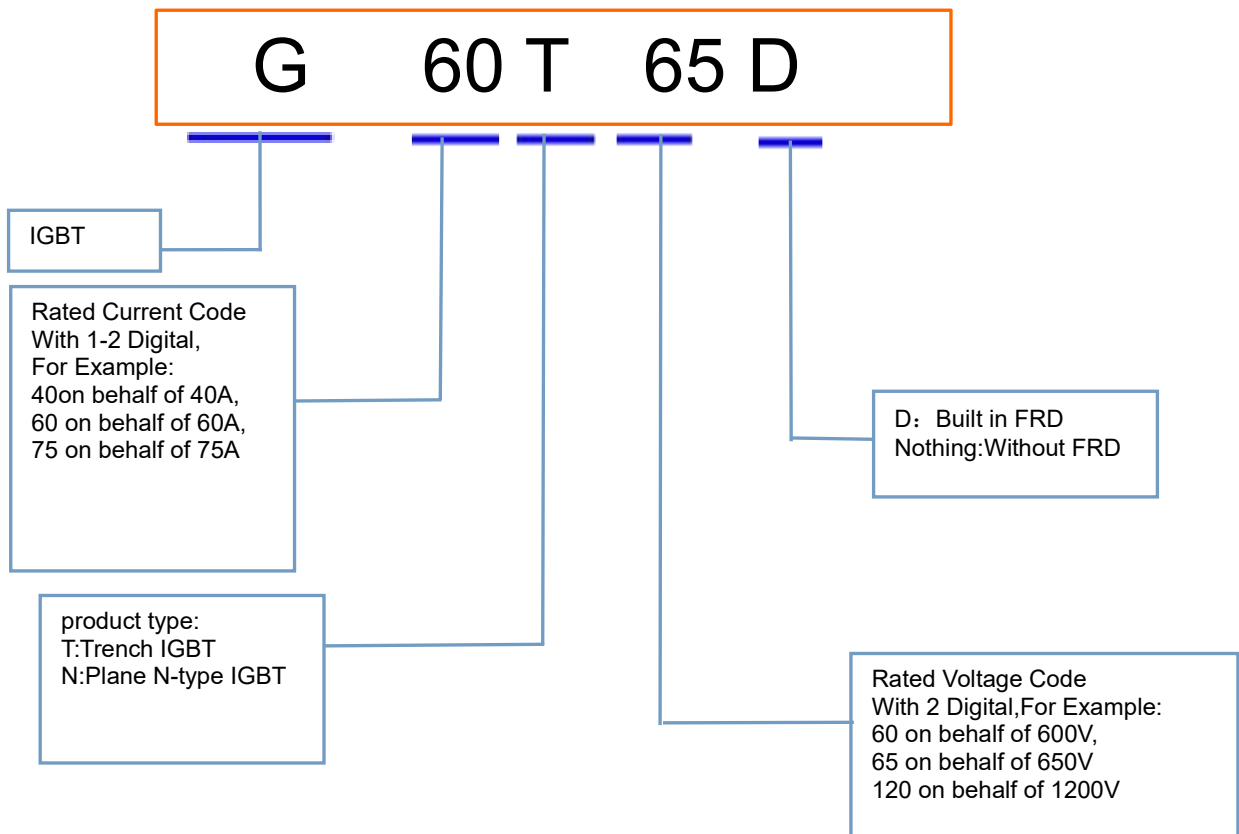 G 60 T 65 D
IGBT
Rated Current Code
With 1-2 Digital,
For Example:
40on behalf of 40A,
60 on behalf of 60A,
75 on behalf of 75A
product type:
T:Trench IGBT
N:Plane N-type IGBT
D：Built in FRD
Nothing:Without FRD
Rated Voltage Code
With 2 Digital,For Example:
60 on behalf of 600V,
65 on behalf of 650V
120 on behalf of 1200V